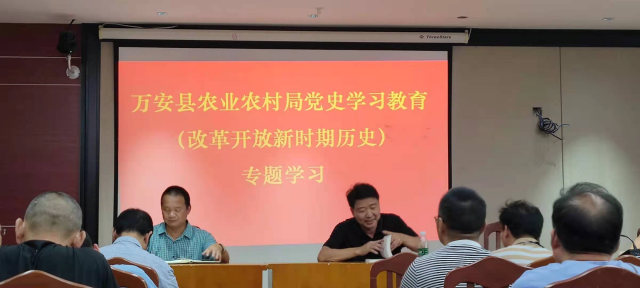 万安县农业农村局党史学习教育
（改革开放新时期历史）
专题学习